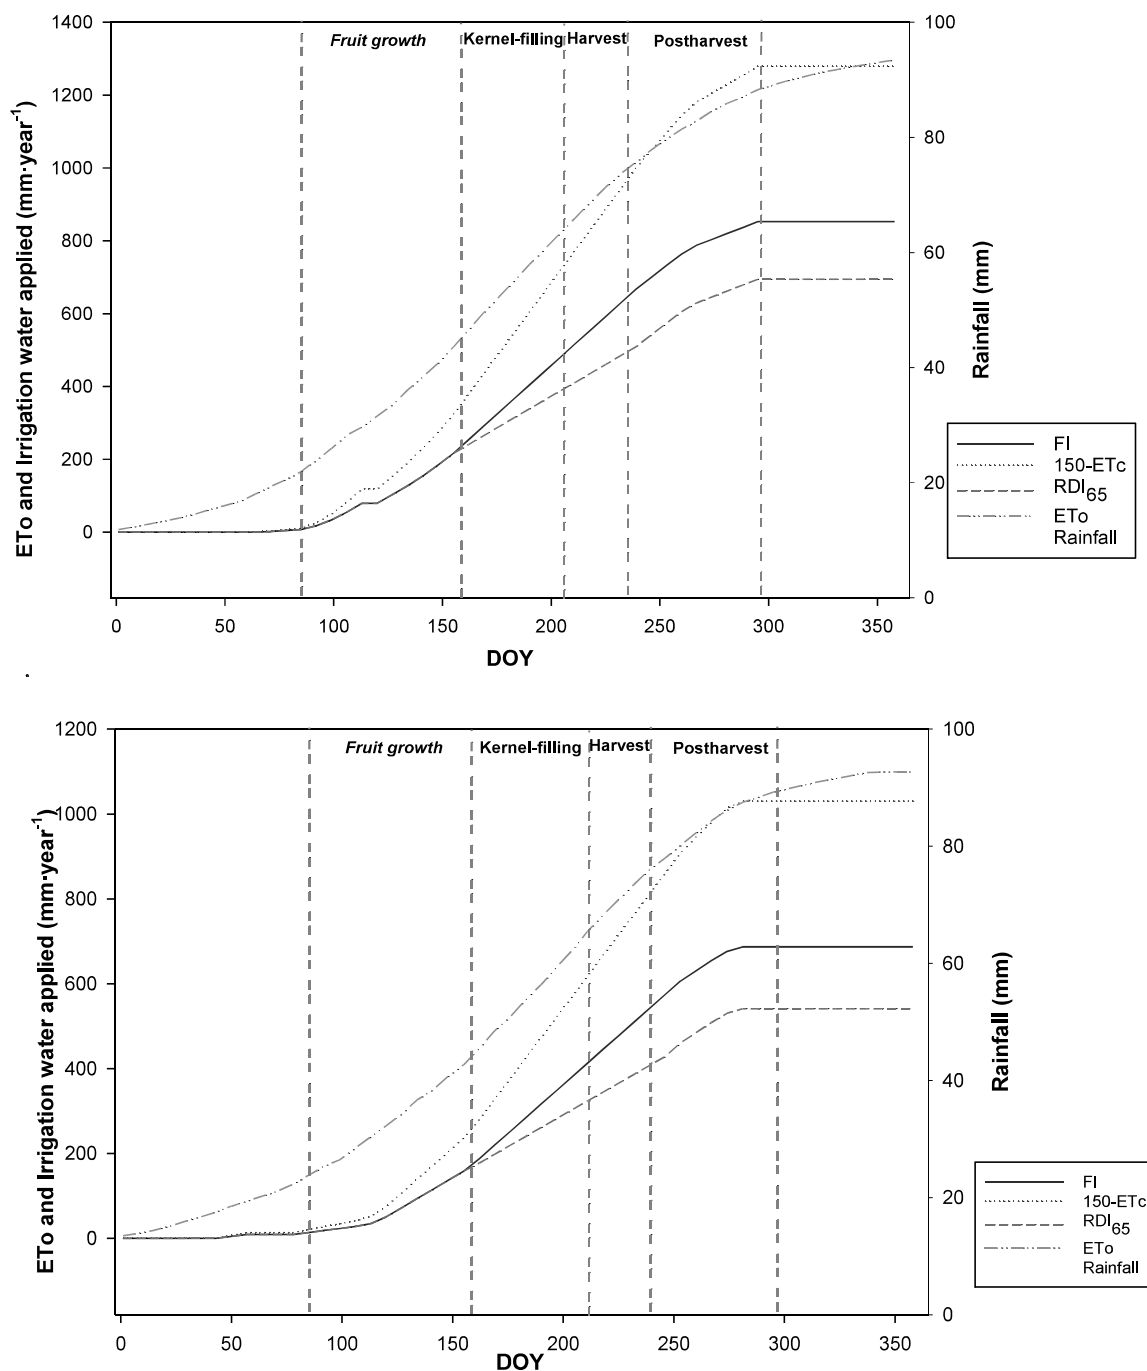 1400
1200
1000
800
600
400
200
0
ETo and Irrigation water applied (mm·year⁻¹)
Fruit growth
Kernel-filling
Harvest
Postharvest
100
80
60
40
20
0
Rainfall (mm)
0 50 100 150 200 250 300 350
DOY
FI
150-ETc
RDI₆₅
ETo
Rainfall
1200
1000
800
600
400
200
0
ETo and Irrigation water applied (mm·year⁻¹)
Fruit growth
Kernel-filling
Harvest
Postharvest
100
80
60
40
20
0
Rainfall (mm)
0 50 100 150 200 250 300 350
DOY
FI
150-ETc
RDI₆₅
ETo
Rainfall